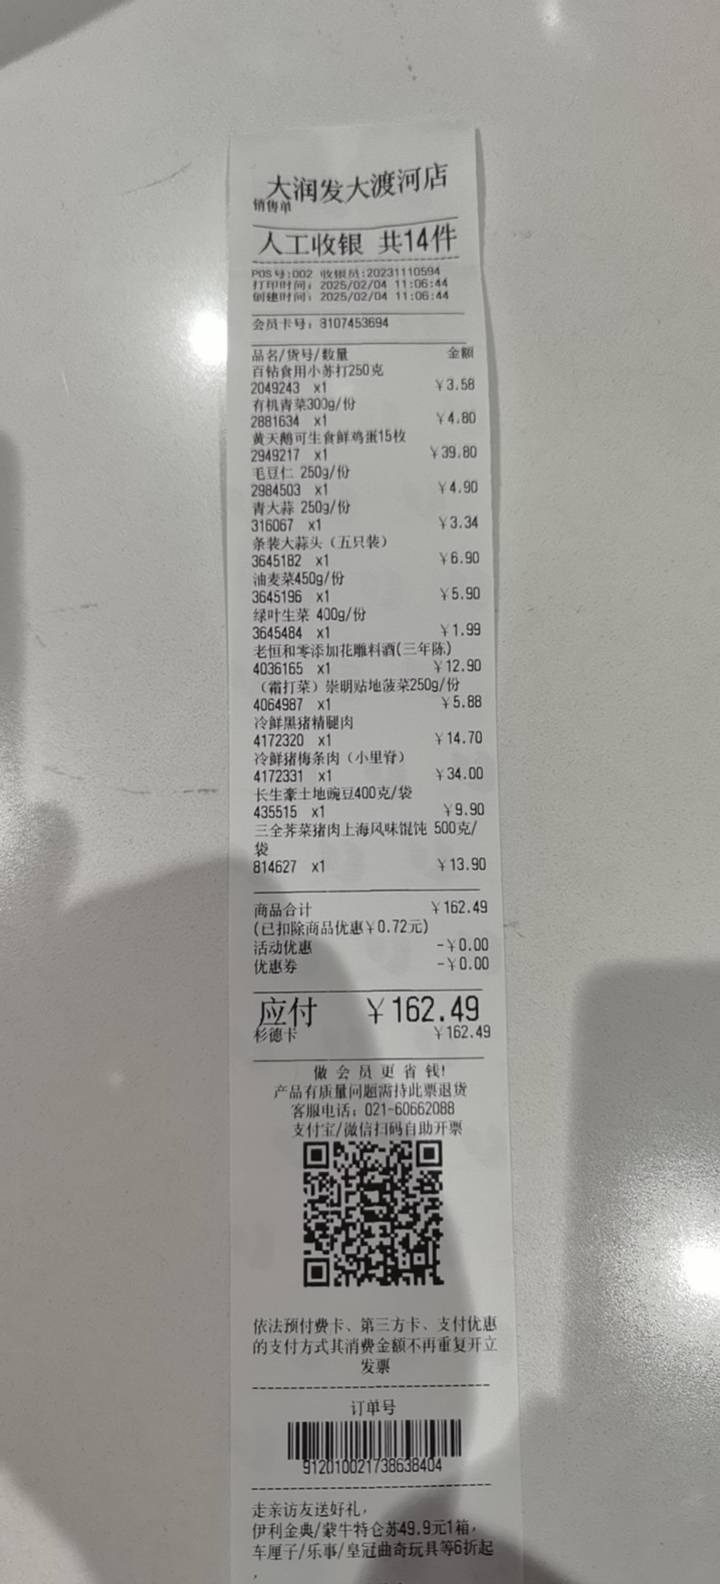 大润发大渡河店
销售单
人工收银 共14件
POS号:002 收银员:20231110594
打印时间: 2025/02/04 11:06:44
创建时间: 2025/02/04 11:06:44
会员卡号: 8107453694
品名/货号/数量 金额
百钻食用小苏打250克
2049243 x1 ¥3.58
有机青菜300g/份
2881634 x1 ¥4.80
黄天鹅可生食鲜鸡蛋15枚
2949217 x1 ¥39.80
毛豆仁 250g/份
2984503 x1 ¥4.90
青大蒜 250g/份
316067 x1 ¥3.34
条装大蒜头（五只装）
3645182 x1 ¥6.90
油麦菜450g/份
3645196 x1 ¥5.90
绿叶生菜 400g/份
3645484 x1 ¥1.99
老恒和零添加花雕料酒(三年陈)
4036165 x1 ¥12.90
（霜打菜）崇明贴地菠菜250g/份
4064987 x1 ¥5.88
冷鲜黑猪精腿肉
4172320 x1 ¥14.70
冷鲜猪梅条肉（小里脊）
4172331 x1 ¥34.00
长生豪土地豌豆400克/袋
435515 x1 ¥9.90
三全荠菜猪肉上海风味馄饨 500克/
袋
814627 x1 ¥13.90
商品合计 ¥162.49
(已扣除商品优惠¥0.72元)
活动优惠 -¥0.00
优惠券 -¥0.00
应付 ¥162.49
杉德卡 ¥162.49
做会员更省钱!
产品有质量问题需持此票退货
客服电话: 021-60662088
支付宝/微信扫码自助开票
依法预付费卡、第三方卡、支付优惠
的支付方式其消费金额不再重复开立
发票
订单号
912010021738638404
走亲访友送好礼，
伊利金典/蒙牛特仑苏49.9元1箱，
车厘子/乐事/皇冠曲奇玩具等6折起
，